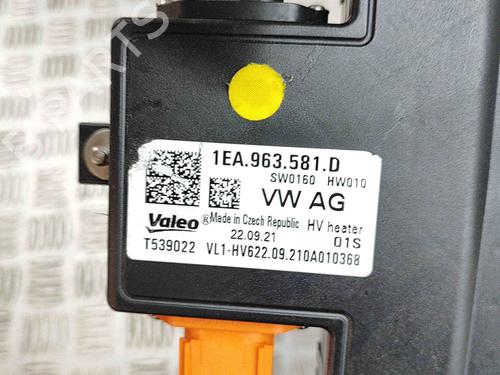 1EA.963.581.D
SW0160 HW010
VW AG
Valeo ® Made in Czech Republic HV heater
22.09.21 01S
T539022 VL1-HV622.09.210A010368